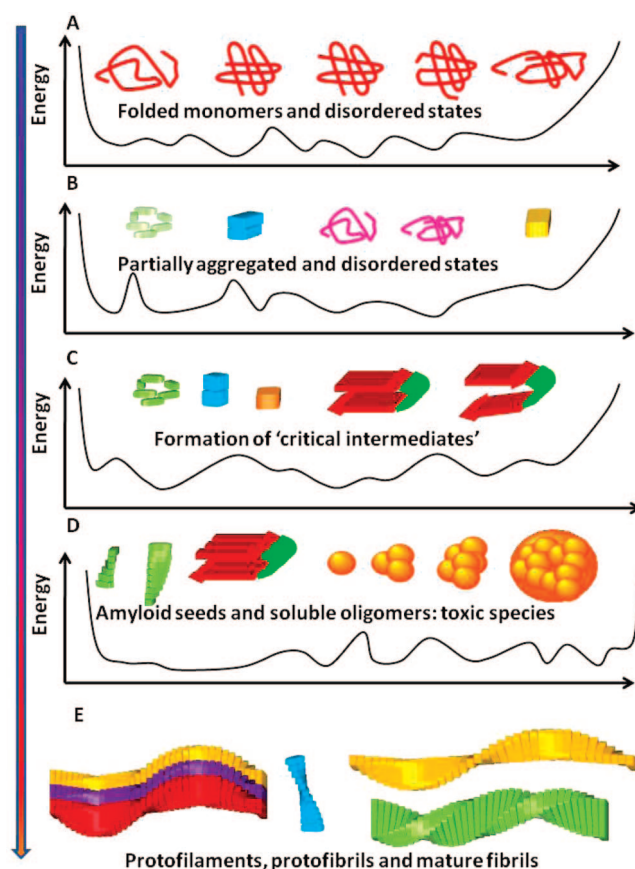 A
Energy
Folded monomers and disordered states
B
Energy
Partially aggregated and disordered states
C
Energy
Formation of ‘critical intermediates’
D
Energy
Amyloid seeds and soluble oligomers: toxic species
E
Protofilaments, protofibrils and mature fibrils